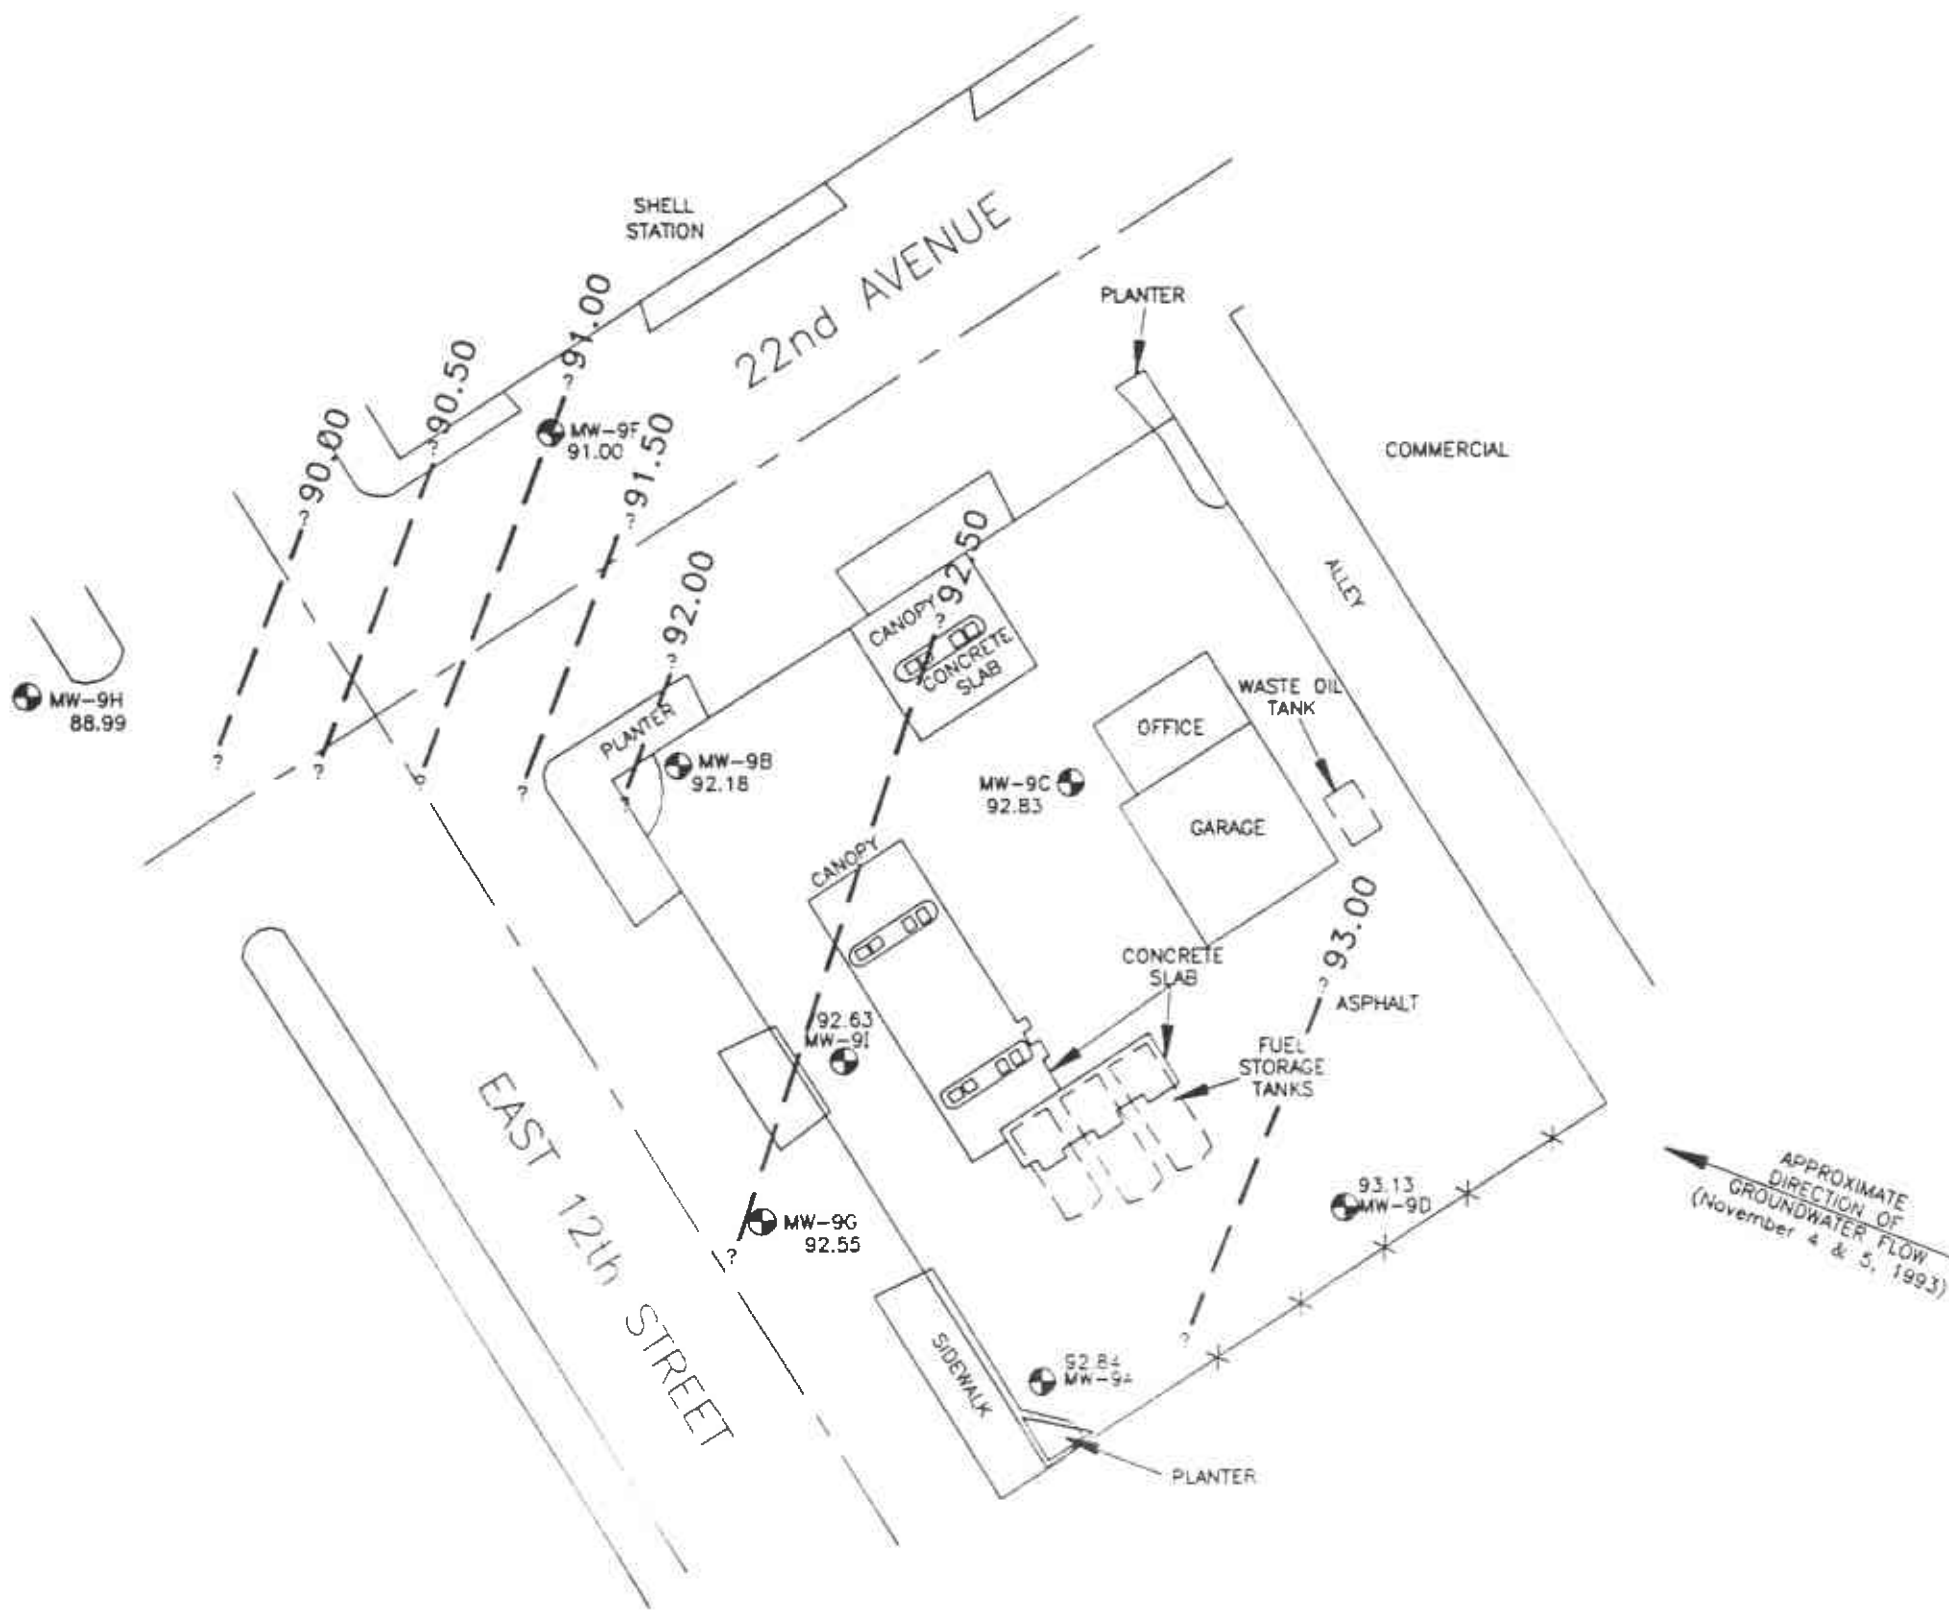 SHELL
STATION
22nd AVENUE
PLANTER
91.00
90.50
90.00
MW-9F
91.00
91.50
COMMERCIAL
92.50
92.00
CANOPY
CONCRETE
SLAB
ALLEY
MW-9H
88.99
PLANTER
MW-9B
92.18
MW-9C
92.83
OFFICE
WASTE OIL
TANK
GARAGE
CANOPY
93.00
CONCRETE
SLAB
ASPHALT
92.63
MW-9I
FUEL
STORAGE
TANKS
EAST 12th STREET
MW-9G
92.55
93.13
MW-9D
APPROXIMATE
DIRECTION OF
GROUNDWATER FLOW
(November 4 & 5, 1993)
SIDEWALK
92.84
MW-9A
PLANTER
?
?
?
?
?
?
?
?
?
?
?
?
?
?